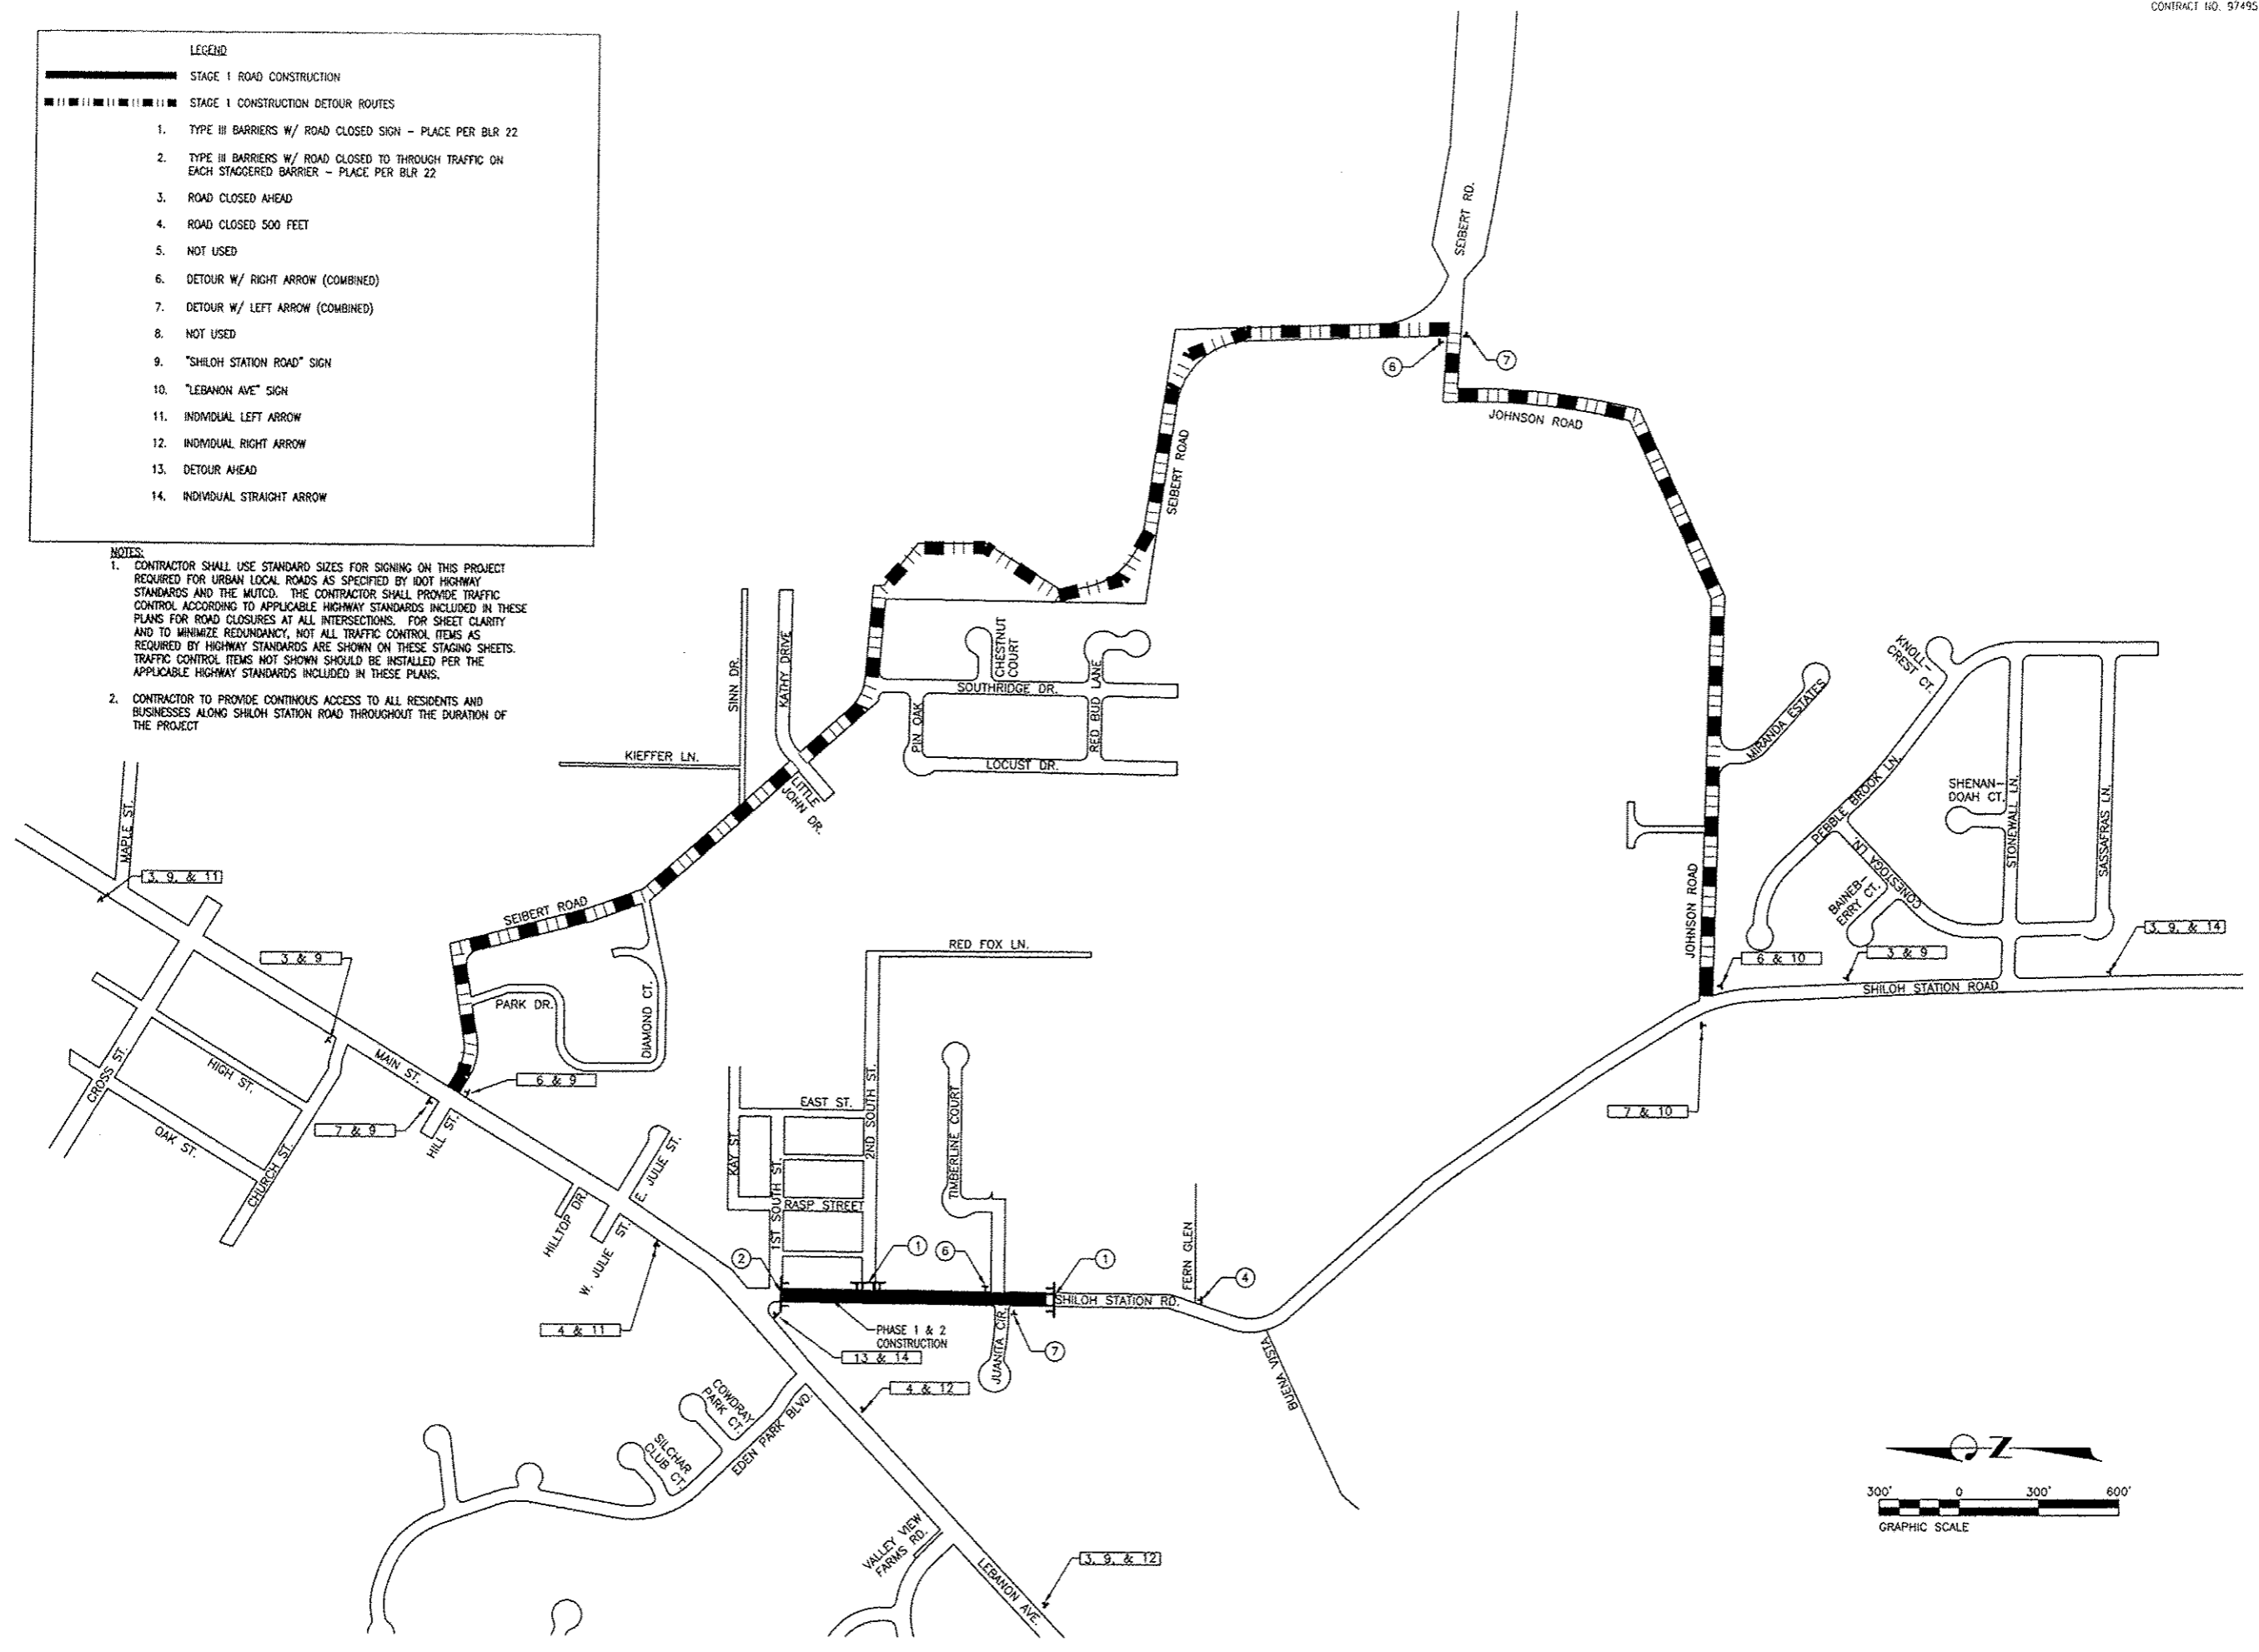 CONTRACT NO. 97495
LEGEND
STAGE 1 ROAD CONSTRUCTION
STAGE 1 CONSTRUCTION DETOUR ROUTES
1. TYPE III BARRIERS W/ ROAD CLOSED SIGN - PLACE PER BLR 22
2. TYPE III BARRIERS W/ ROAD CLOSED TO THROUGH TRAFFIC ON
EACH STAGGERED BARRIER - PLACE PER BLR 22
3. ROAD CLOSED AHEAD
4. ROAD CLOSED 500 FEET
5. NOT USED
6. DETOUR W/ RIGHT ARROW (COMBINED)
7. DETOUR W/ LEFT ARROW (COMBINED)
8. NOT USED
9. "SHILOH STATION ROAD" SIGN
10. "LEBANON AVE" SIGN
11. INDIVIDUAL LEFT ARROW
12. INDIVIDUAL RIGHT ARROW
13. DETOUR AHEAD
14. INDIVIDUAL STRAIGHT ARROW
NOTES:
1. CONTRACTOR SHALL USE STANDARD SIZES FOR SIGNING ON THIS PROJECT
REQUIRED FOR URBAN LOCAL ROADS AS SPECIFIED BY IDOT HIGHWAY
STANDARDS AND THE MUTCD. THE CONTRACTOR SHALL PROVIDE TRAFFIC
CONTROL ACCORDING TO APPLICABLE HIGHWAY STANDARDS INCLUDED IN THESE
PLANS FOR ROAD CLOSURES AT ALL INTERSECTIONS. FOR SHEET CLARITY
AND TO MINIMIZE REDUNDANCY, NOT ALL TRAFFIC CONTROL ITEMS AS
REQUIRED BY HIGHWAY STANDARDS ARE SHOWN ON THESE STAGING SHEETS.
TRAFFIC CONTROL ITEMS NOT SHOWN SHOULD BE INSTALLED PER THE
APPLICABLE HIGHWAY STANDARDS INCLUDED IN THESE PLANS.
2. CONTRACTOR TO PROVIDE CONTINOUS ACCESS TO ALL RESIDENTS AND
BUSINESSES ALONG SHILOH STATION ROAD THROUGHOUT THE DURATION OF
THE PROJECT
SEIBERT RD.
6
7
JOHNSON ROAD
SEIBERT ROAD
SINN DR.
KATHY DRIVE
CHESTNUT
COURT
SOUTHRIDGE DR.
PIN OAK
RED BUD LANE
LOCUST DR.
KIEFFER LN.
LITTLE
JOHN DR.
KNOLL-
CREST CT.
MIRANDA ESTATES
PEBBLE BROOK LN.
SHENAN-
DOAH CT.
STONEWALL LN.
SASSAFRAS LN.
CONESTOGA LN.
BAINEB-
ERRY CT.
JOHNSON ROAD
MAPLE ST.
3, 9, & 11
SEIBERT ROAD
3 & 9
RED FOX LN.
6 & 10
3 & 9
3, 9, & 14
SHILOH STATION ROAD
PARK DR.
DIAMOND CT.
MAIN ST.
CROSS ST.
HIGH ST.
OAK ST.
CHURCH ST.
6 & 9
7 & 9
HILL ST.
7 & 10
KAY ST.
EAST ST.
1ST SOUTH ST.
2ND SOUTH ST.
RASP STREET
TIMBERLINE COURT
E. JULIE ST.
HILLTOP DR.
W. JULIE ST.
2
1
6
1
FERN GLEN
4
SHILOH STATION RD.
4 & 11
PHASE 1 & 2
CONSTRUCTION
13 & 14
JUANITA CIR.
7
BUENA VISTA
4 & 12
COWDRAY
PARK CT.
SILCHAR
CLUB CT.
EDEN PARK BLVD.
VALLEY VIEW
FARMS RD.
LEBANON AVE.
3, 9, & 12
Z
300' 0 300' 600'
GRAPHIC SCALE